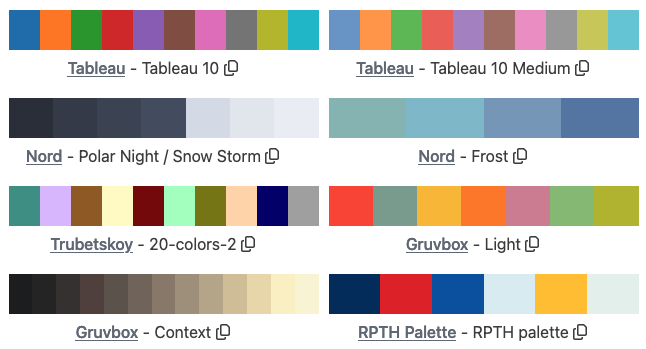 Tableau - Tableau 10
Tableau - Tableau 10 Medium
Nord - Polar Night / Snow Storm
Nord - Frost
Trubetskoy - 20-colors-2
Gruvbox - Light
Gruvbox - Context
RPTH Palette - RPTH palette